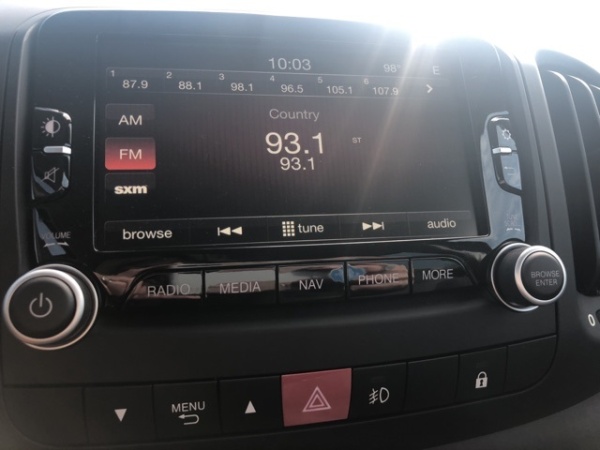 10:03 98° E
1 87.9 2 88.1 3 98.1 4 96.5 5 105.1 6 107.9
AM
Country
FM
93.1 ST
93.1
sxm
browse tune audio
VOLUME
RADIO MEDIA NAV PHONE MORE
BROWSE
ENTER
MENU
0